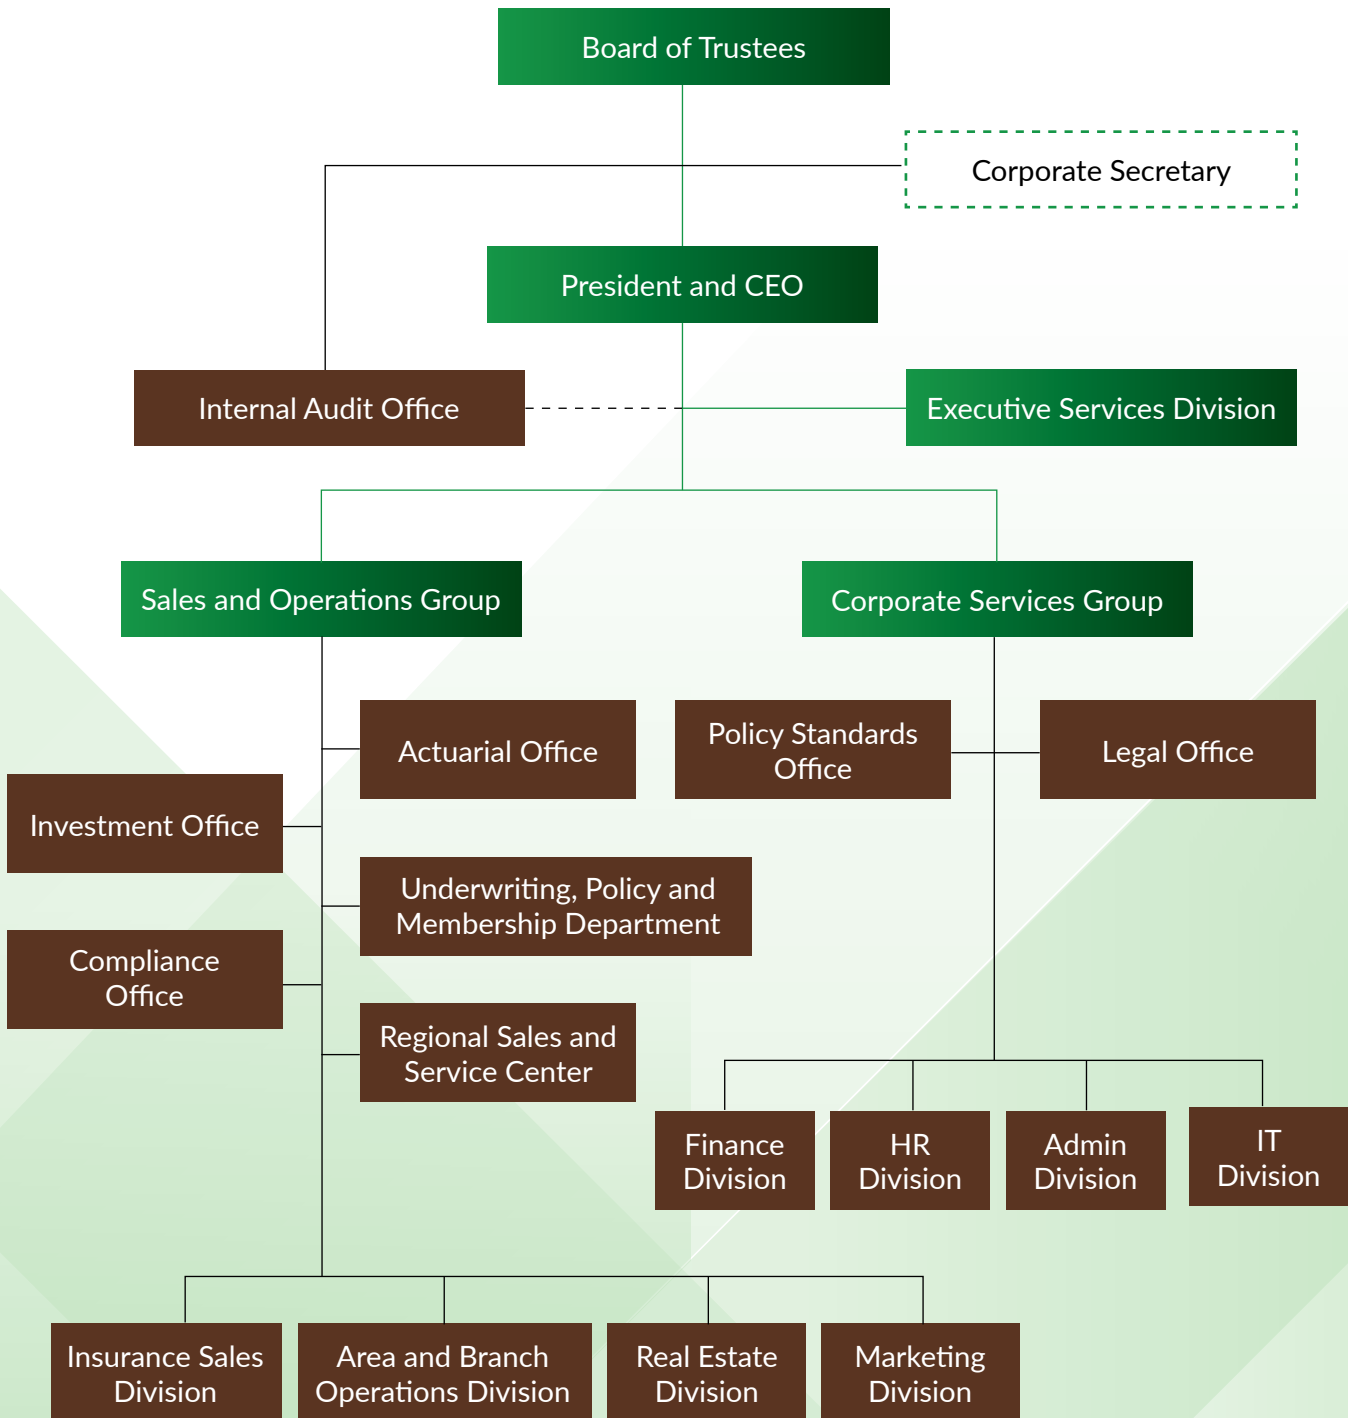 Board of Trustees
Corporate Secretary
President and CEO
Internal Audit Office
Executive Services Division
Sales and Operations Group
Corporate Services Group
Actuarial Office
Policy Standards
Office
Legal Office
Investment Office
Underwriting, Policy and
Membership Department
Compliance
Office
Regional Sales and
Service Center
Finance
Division
HR
Division
Admin
Division
IT
Division
Insurance Sales
Division
Area and Branch
Operations Division
Real Estate
Division
Marketing
Division